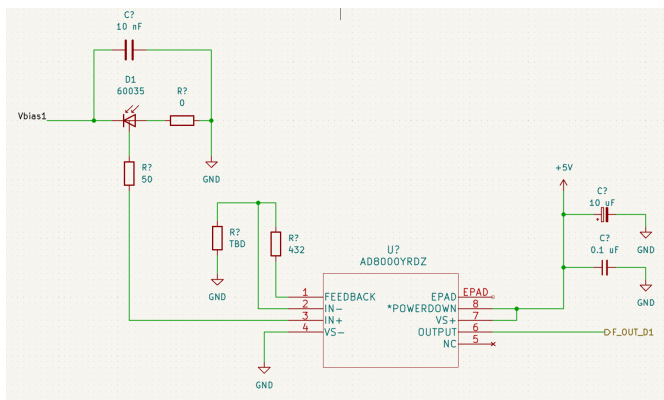 C?
10 nF
D1
60035
R?
0
Vbias1
GND
R?
50
+5V
C?
10 uF
+
GND
R?
TBD
R?
432
C?
0.1 uF
GND
GND
U?
AD8000YRDZ
1 FEEDBACK
2 IN-
3 IN+
4 VS-
EPAD EPAD
*POWERDOWN 8
VS+ 7
OUTPUT 6
NC 5
F_OUT_D1
GND